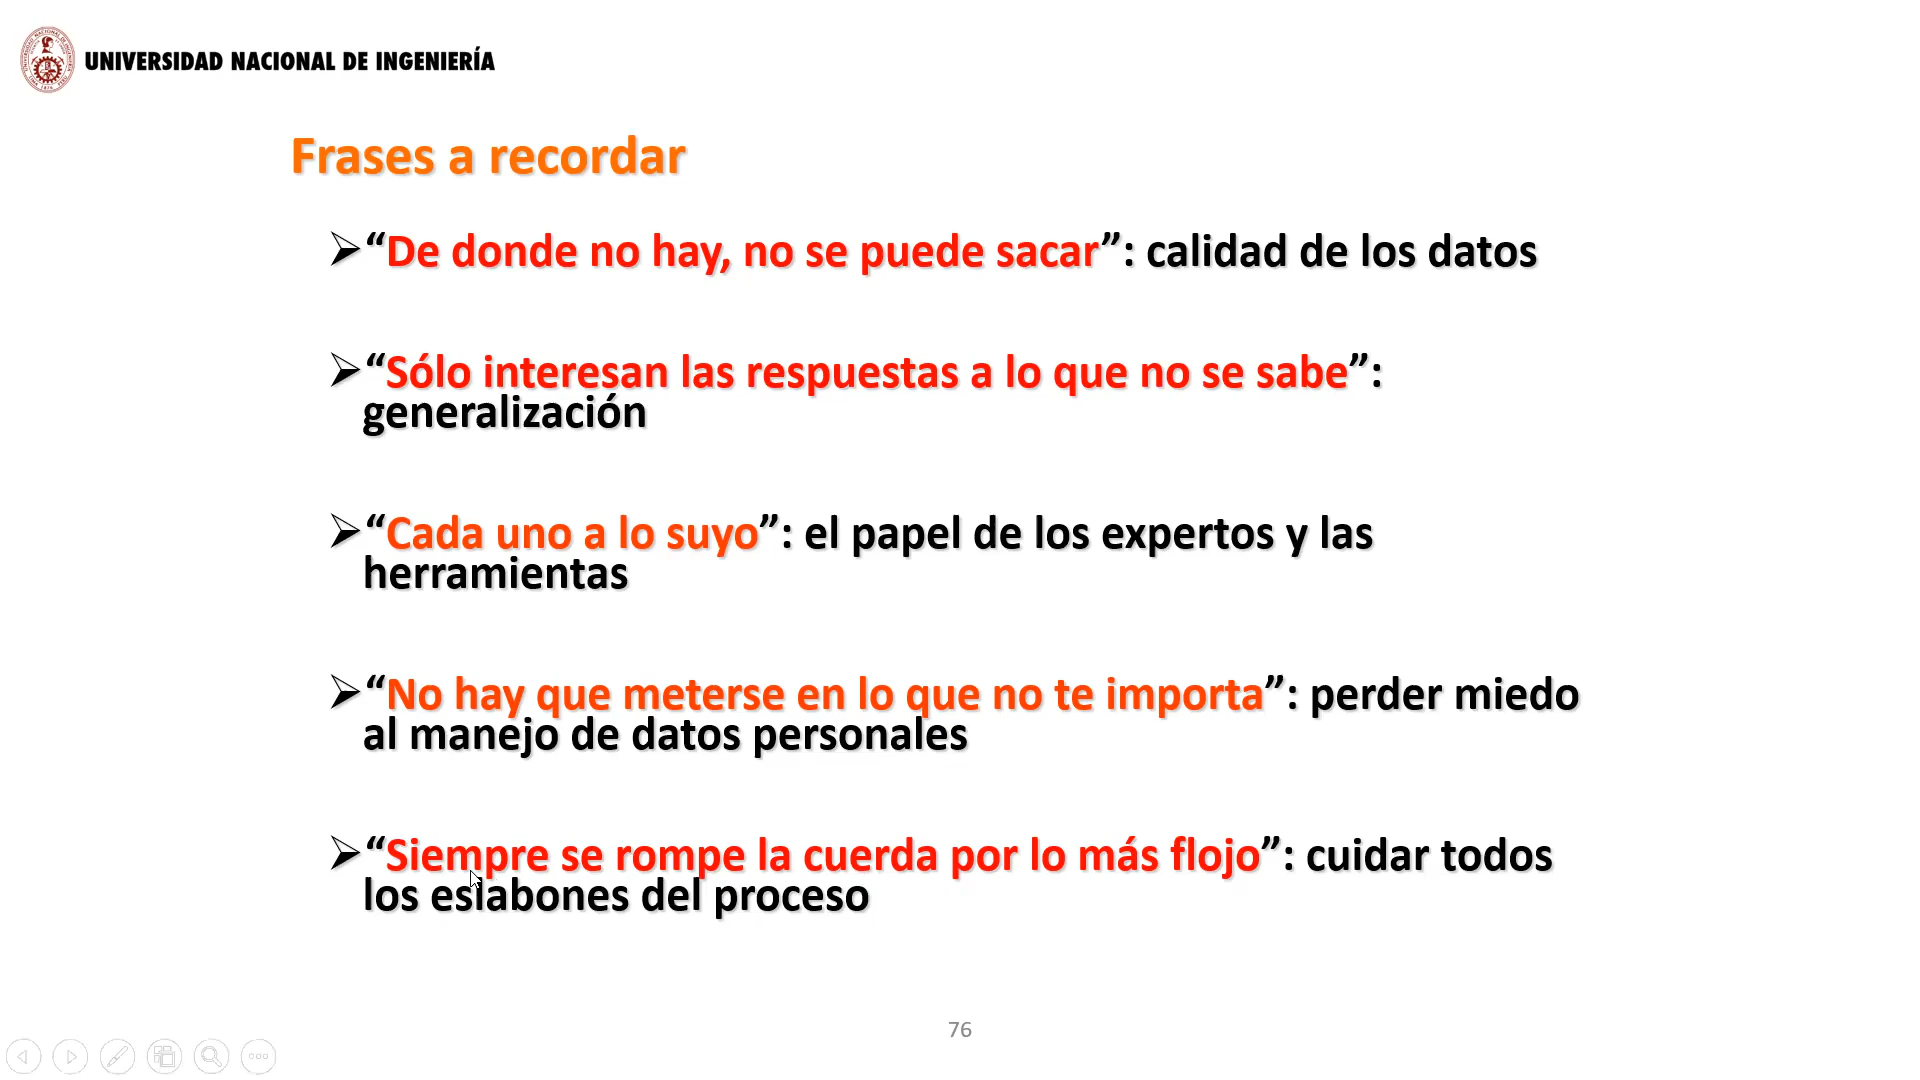 UNIVERSIDAD NACIONAL DE INGENIERÍA
Frases a recordar
“De donde no hay, no se puede sacar”: calidad de los datos
“Sólo interesan las respuestas a lo que no se sabe”:
generalización
“Cada uno a lo suyo”: el papel de los expertos y las
herramientas
“No hay que meterse en lo que no te importa”: perder miedo
al manejo de datos personales
“Siempre se rompe la cuerda por lo más flojo”: cuidar todos
los eslabones del proceso
76